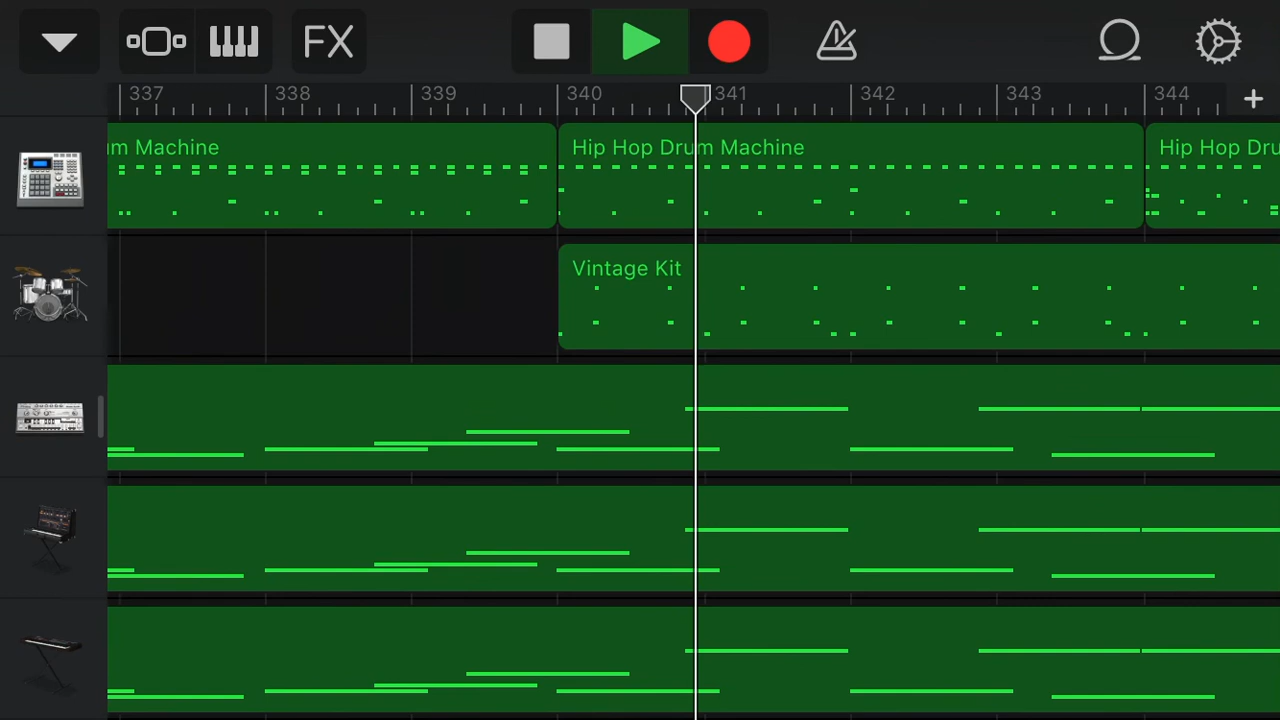 FX
337 338 339 340 341 342 343 344
um Machine
Hip Hop Drum Machine
Hip Hop Dru
Vintage Kit